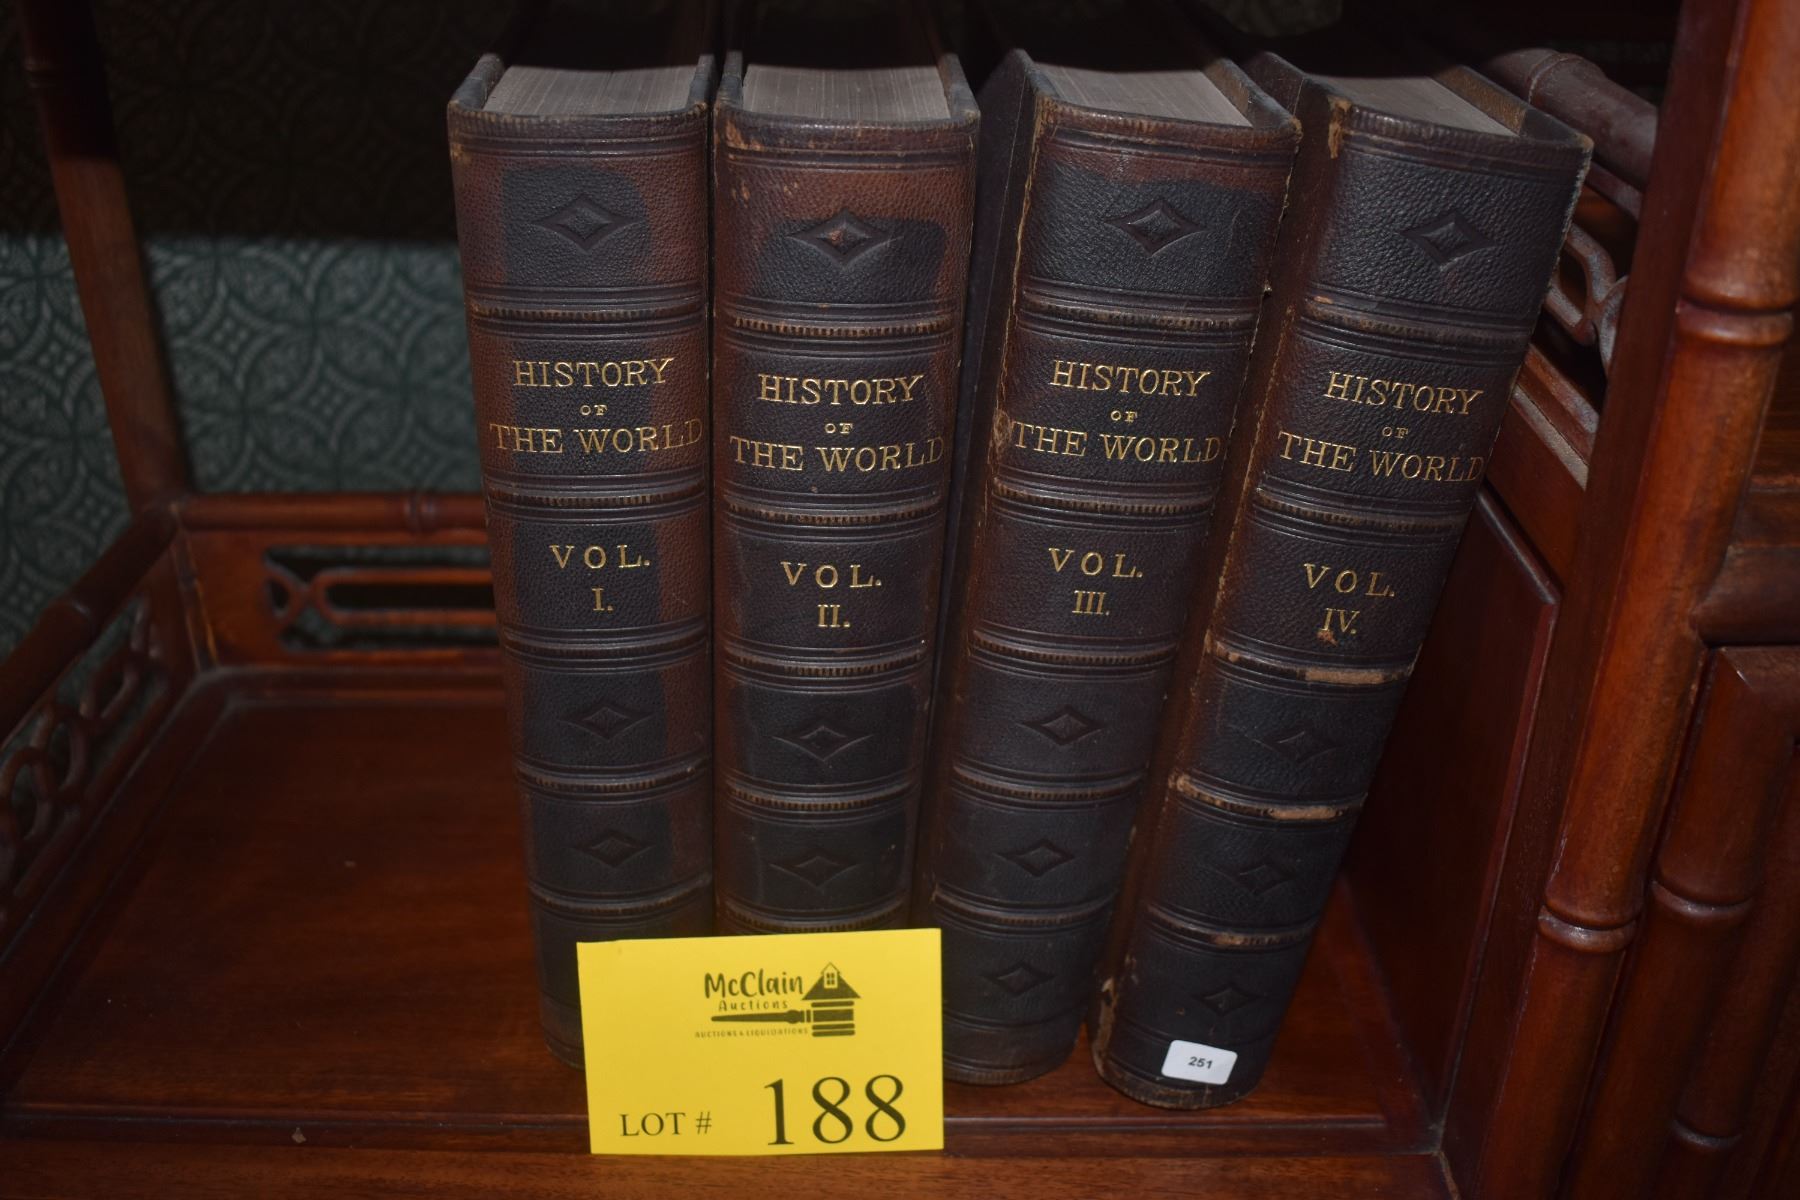 HISTORY
OF
THE WORLD
VOL.
I.
HISTORY
OF
THE WORLD
VOL.
II.
HISTORY
OF
THE WORLD
VOL.
III.
HISTORY
OF
THE WORLD
VOL.
IV.
251
McClain
Auctions
AUCTIONS & LIQUIDATIONS
LOT # 188